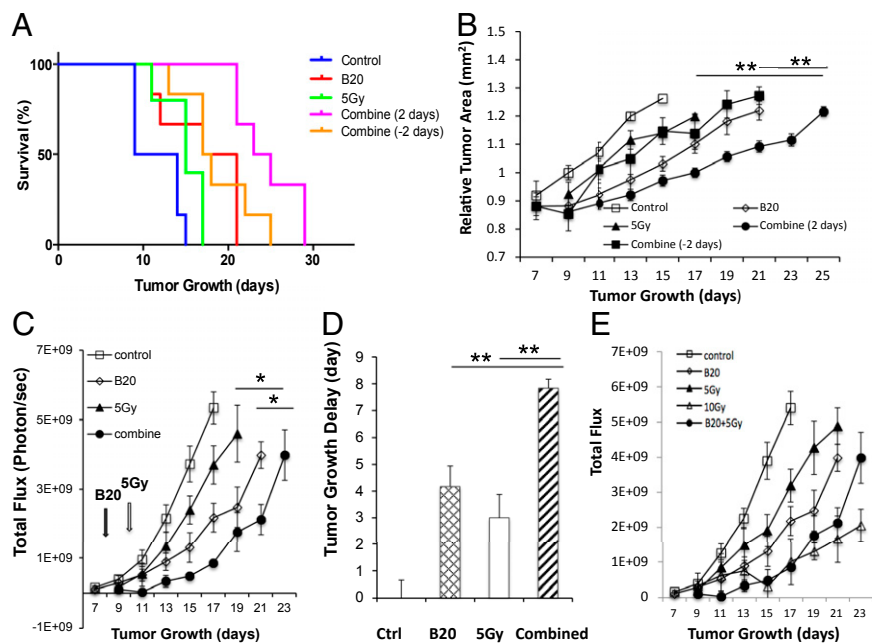 A
Control
B20
5Gy
Combine (2 days)
Combine (-2 days)
100
50
0
Survival (%)
0 10 20 30
Tumor Growth (days)
B
Relative Tumor Area (mm²)
1.4
1.3
1.2
1.1
1
0.9
0.8
0.7
** **
Control B20
5Gy Combine (2 days)
Combine (-2 days)
7 9 11 13 15 17 19 21 23 25
Tumor Growth (days)
C
Total Flux (Photon/sec)
7E+09
5E+09
3E+09
1E+09
-1E+09
control
B20
5Gy
combine
*
*
B20 5Gy
7 9 11 13 15 17 19 21 23
Tumor Growth (days)
D
Tumor Growth Delay (day)
9
8
7
6
5
4
3
2
1
0
** **
Ctrl B20 5Gy Combined
E
Total Flux
7E+09
6E+09
5E+09
4E+09
3E+09
2E+09
1E+09
0
control
B20
5Gy
10Gy
B20+5Gy
7 9 11 13 15 17 19 21 23
Tumor Growth (days)